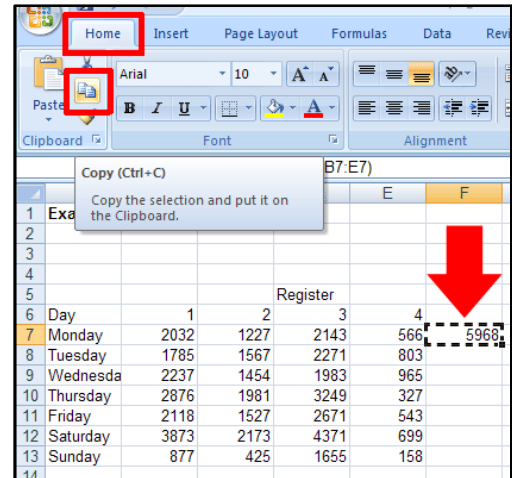 Home Insert Page Layout Formulas Data Rev
Arial 10 A A
Paste B I U A
Clipboard Font Alignment
B7:E7)
Copy (Ctrl+C)
Copy the selection and put it on
the Clipboard.
E F
1 Exa
2
3
4
5 Register
6 Day 1 2 3 4
7 Monday 2032 1227 2143 566 5968
8 Tuesday 1785 1567 2271 803
9 Wednesda 2237 1454 1983 965
10 Thursday 2876 1981 3249 327
11 Friday 2118 1527 2671 543
12 Saturday 3873 2173 4371 699
13 Sunday 877 425 1655 158
14